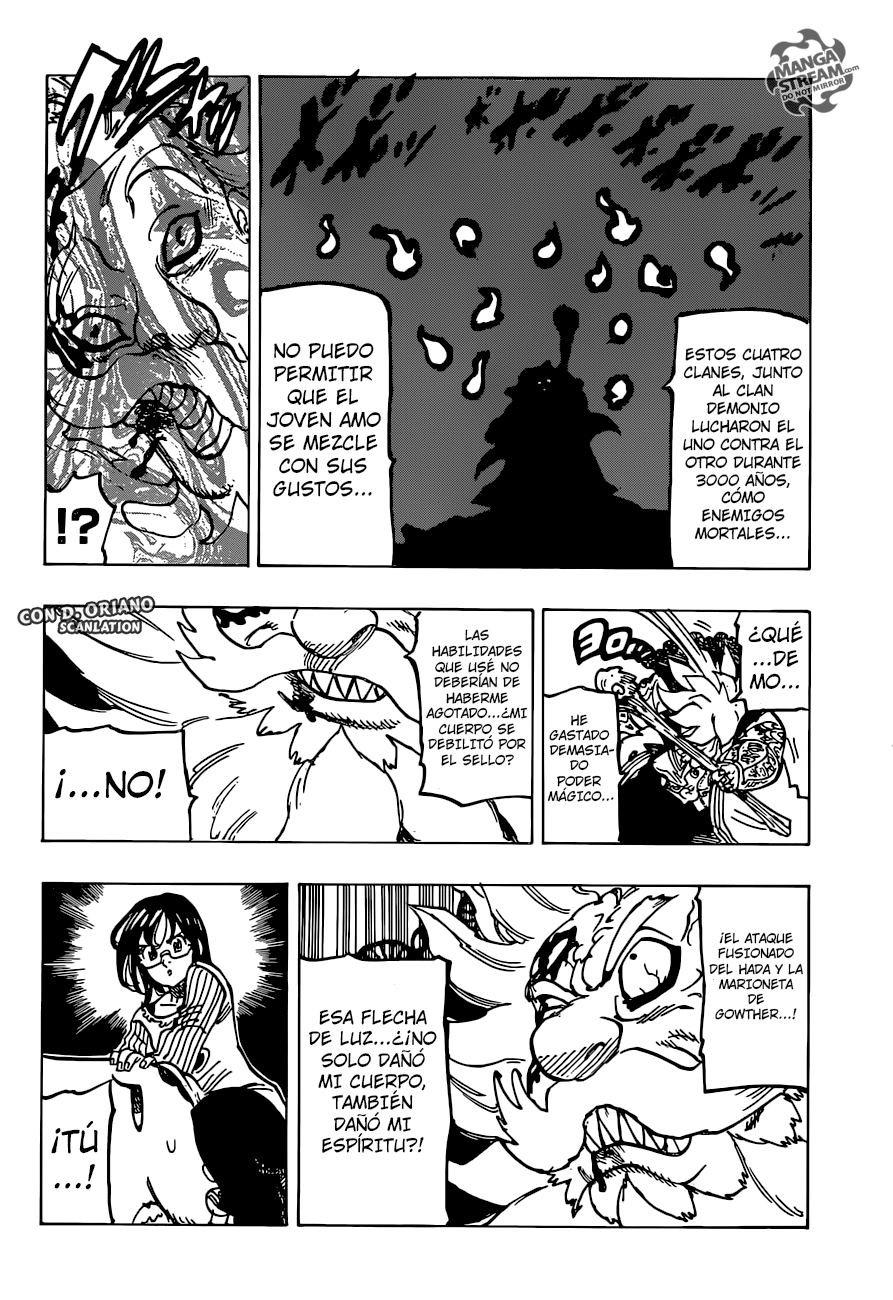 MANGA
STREAM.com
DO NOT MIRROR!
ESTOS CUATRO
CLANES, JUNTO
AL CLAN
DEMONIO
LUCHARON EL
UNO CONTRA EL
OTRO DURANTE
3000 AÑOS,
CÓMO
ENEMIGOS
MORTALES...
NO PUEDO
PERMITIR
QUE EL
JOVEN AMO
SE MEZCLE
CON SUS
GUSTOS...
!?
CON D. ORIANO
SCANLATION
¿QUÉ
...DE
MO...
HE
GASTADO
DEMASIA-
DO
PODER
MÁGICO...
LAS
HABILIDADES
QUE USÉ NO
DEBERÍAN DE
HABERME
AGOTADO...¿MI
CUERPO SE
DEBILITÓ POR
EL SELLO?
¡...NO!
¡EL ATAQUE
FUSIONADO
DEL HADA Y LA
MARIONETA
DE
GOWTHER...!
ESA FLECHA
DE LUZ...¿¡NO
SOLO DAÑÓ
MI CUERPO,
TAMBIÉN
DAÑÓ MI
ESPÍRITU?!
¡TÚ
...!